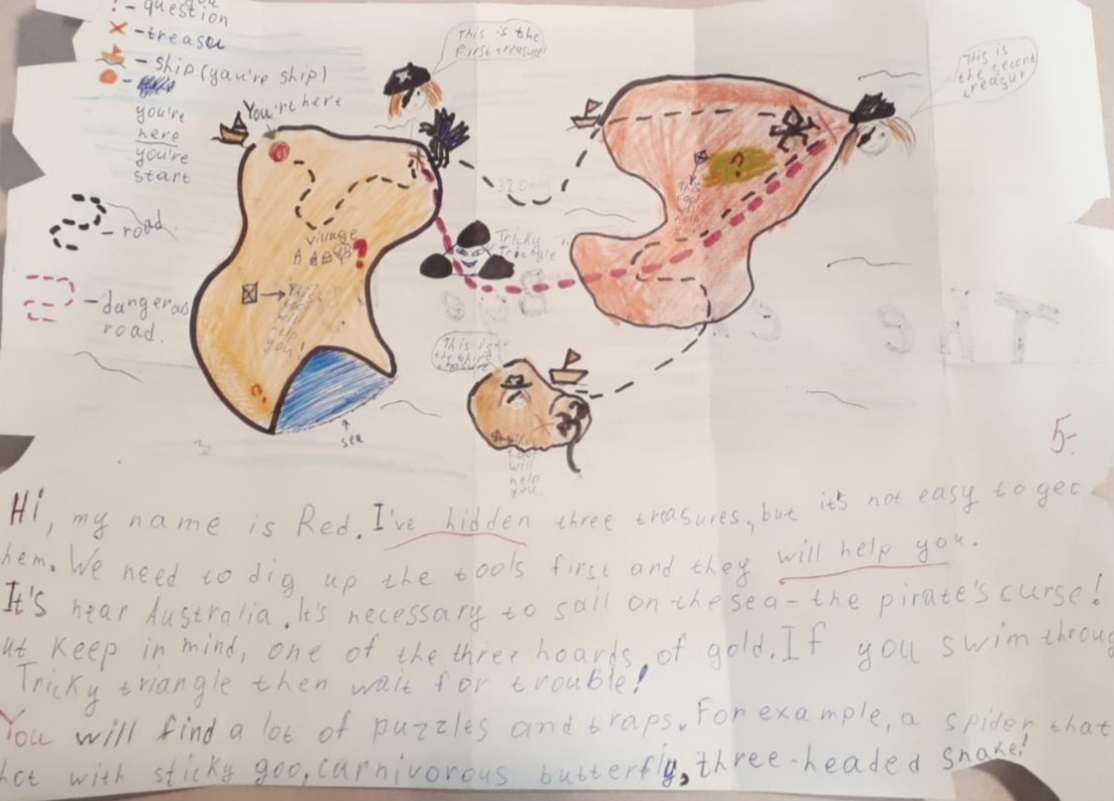 question
- treasu
- ship (you're ship)
you're
here
you're
start
- road
- dangerous
road.
You're here
This is the
first treasure!
This is
the second
treasur
village
sea
Tricky
Triangle"
This is
the third
will
help
you.
5-
Hi, my name is Red. I've hidden three treasures, but it's not easy to get
hem. We need to dig up the tools first and they will help you.
It's near Australia. It's necessary to sail on the sea - the pirate's curse!
ut keep in mind, one of the three hoards of gold. If you swim throug
Tricky triangle then wait for trouble!
You will find a lot of puzzles and traps. For example, a spider that
hot with sticky goo, carnivorous butterfly, three-headed snake!